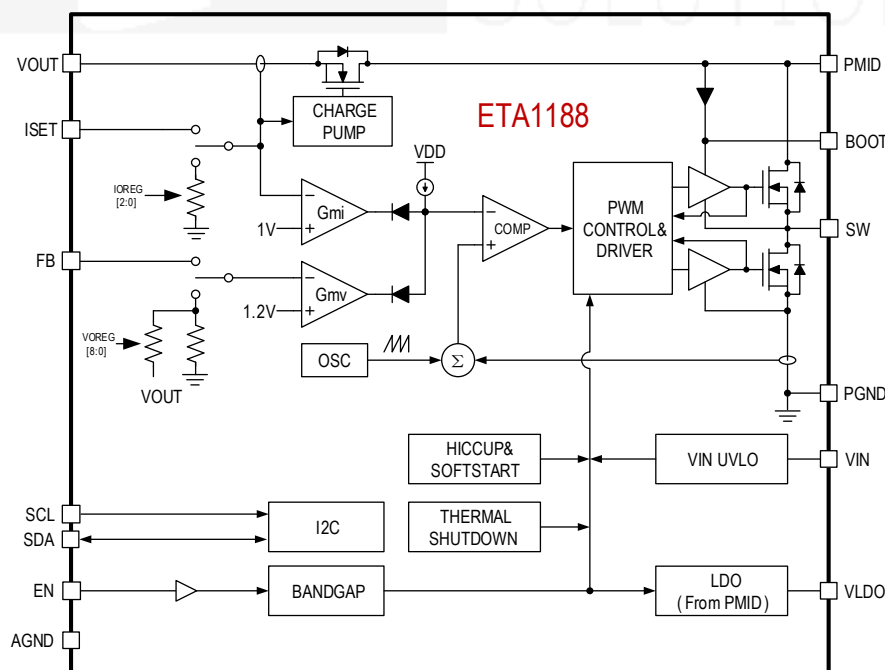 SOLUTION
VOUT
PMID
CHARGE
PUMP
ETA1188
ISET
BOOT
VDD
IOREG
[2:0]
Gmi
1V
COMP
PWM
CONTROL&
DRIVER
SW
FB
Gmv
1.2V
VOREG
[8:0]
VOUT
OSC
Σ
PGND
HICCUP&
SOFTSTART
VIN UVLO
VIN
SCL
SDA
I2C
THERMAL
SHUTDOWN
EN
BANDGAP
LDO
( From PMID )
VLDO
AGND